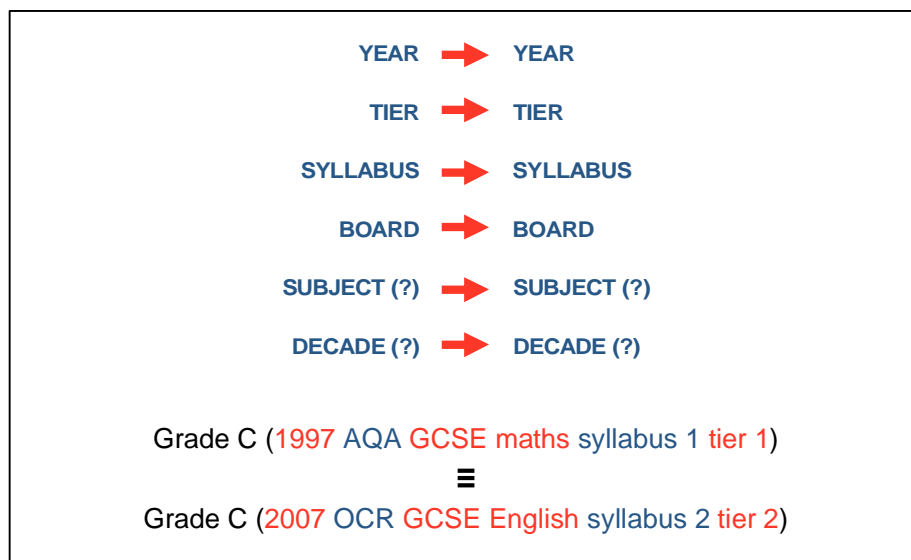 YEAR YEAR
TIER TIER
SYLLABUS SYLLABUS
BOARD BOARD
SUBJECT (?) SUBJECT (?)
DECADE (?) DECADE (?)
Grade C (1997 AQA GCSE maths syllabus 1 tier 1)
≡
Grade C (2007 OCR GCSE English syllabus 2 tier 2)